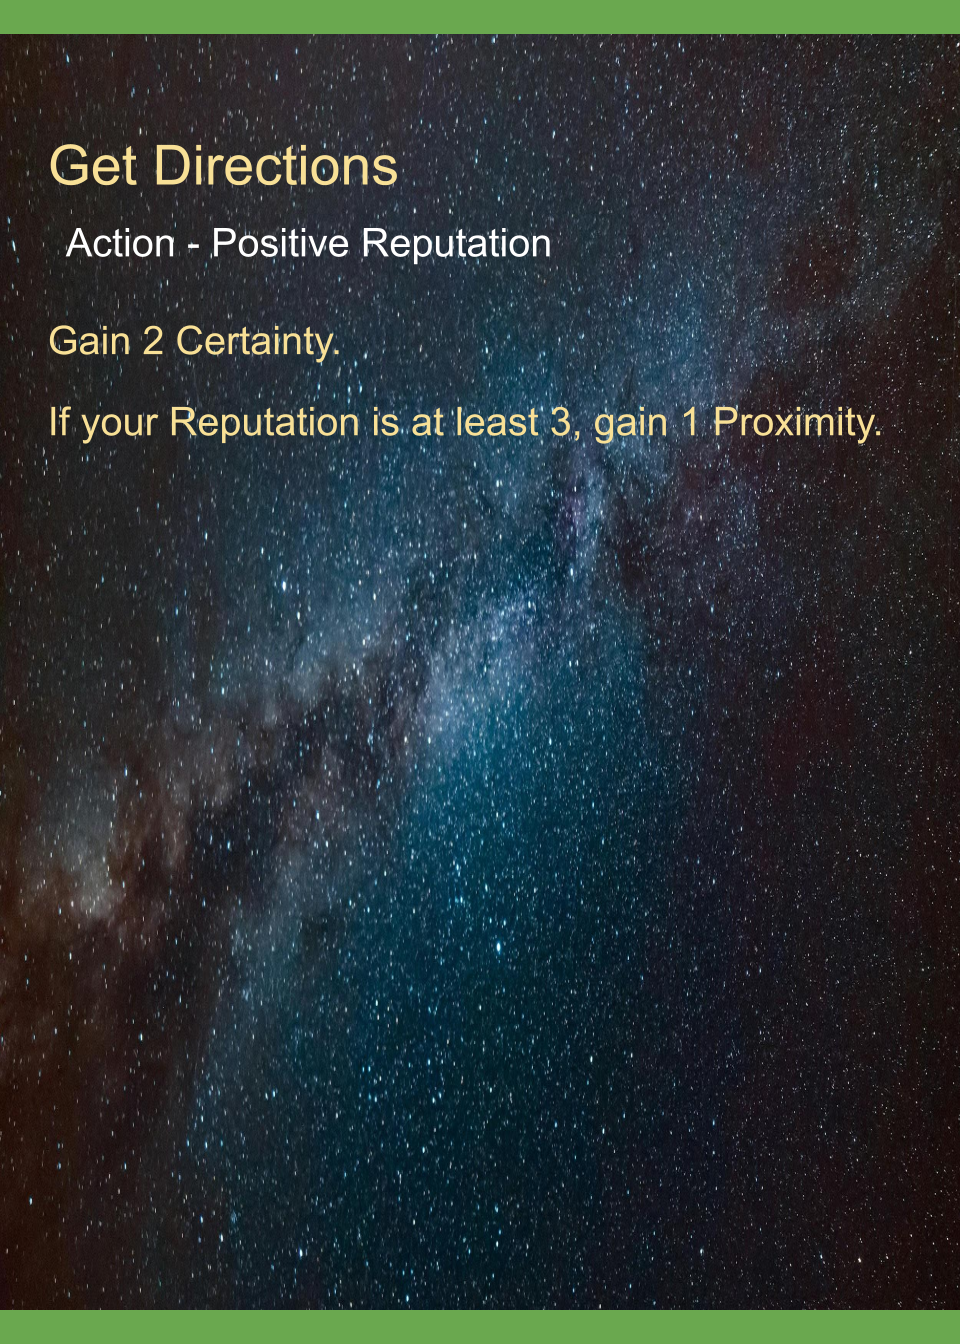 Get Directions
Action - Positive Reputation
Gain 2 Certainty.
If your Reputation is at least 3, gain 1 Proximity.